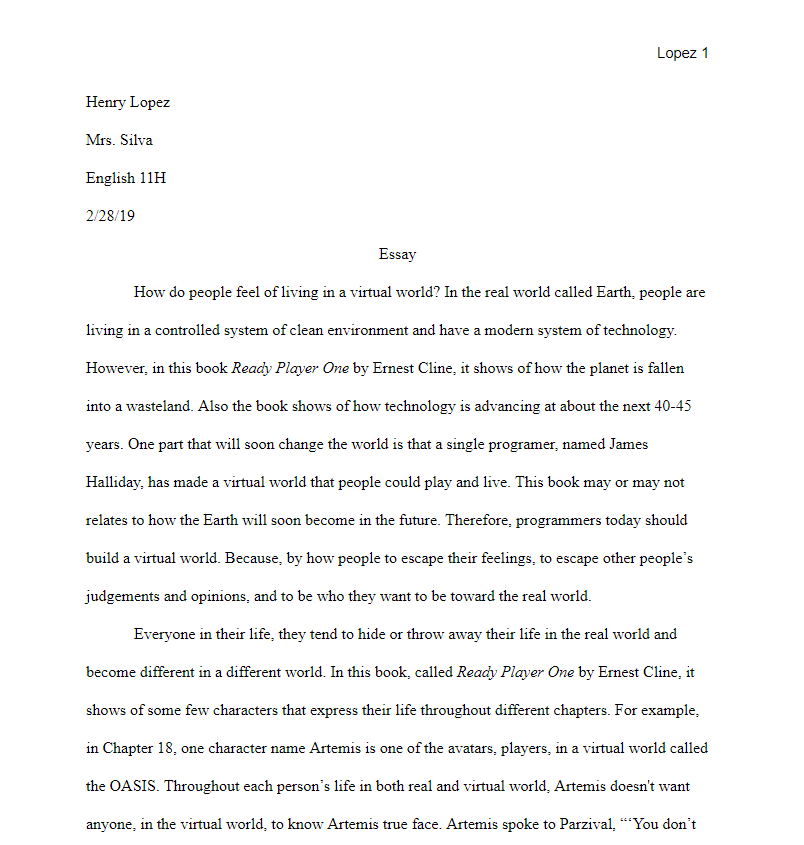 Lopez 1
Henry Lopez
Mrs. Silva
English 11H
2/28/19
Essay
How do people feel of living in a virtual world? In the real world called Earth, people are
living in a controlled system of clean environment and have a modern system of technology.
However, in this book Ready Player One by Ernest Cline, it shows of how the planet is fallen
into a wasteland. Also the book shows of how technology is advancing at about the next 40-45
years. One part that will soon change the world is that a single programer, named James
Halliday, has made a virtual world that people could play and live. This book may or may not
relates to how the Earth will soon become in the future. Therefore, programmers today should
build a virtual world. Because, by how people to escape their feelings, to escape other people’s
judgements and opinions, and to be who they want to be toward the real world.
Everyone in their life, they tend to hide or throw away their life in the real world and
become different in a different world. In this book, called Ready Player One by Ernest Cline, it
shows of some few characters that express their life throughout different chapters. For example,
in Chapter 18, one character name Artemis is one of the avatars, players, in a virtual world called
the OASIS. Throughout each person’s life in both real and virtual world, Artemis doesn't want
anyone, in the virtual world, to know Artemis true face. Artemis spoke to Parzival, “‘You don’t